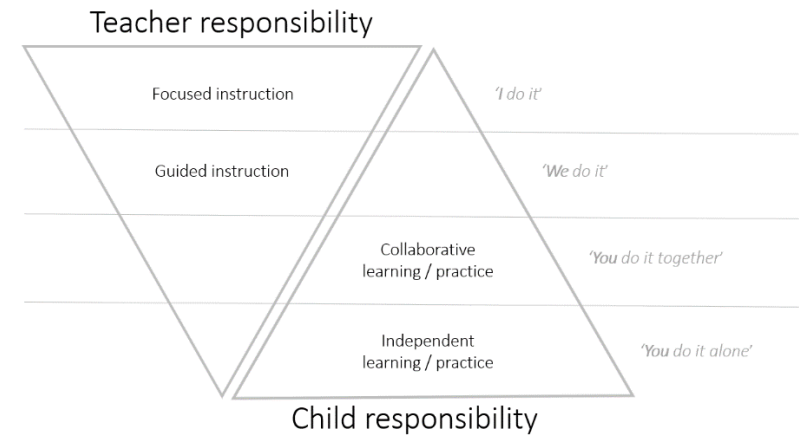 Teacher responsibility
Focused instruction
'I do it'
Guided instruction
'We do it'
Collaborative
learning / practice
'You do it together'
Independent
learning / practice
'You do it alone'
Child responsibility